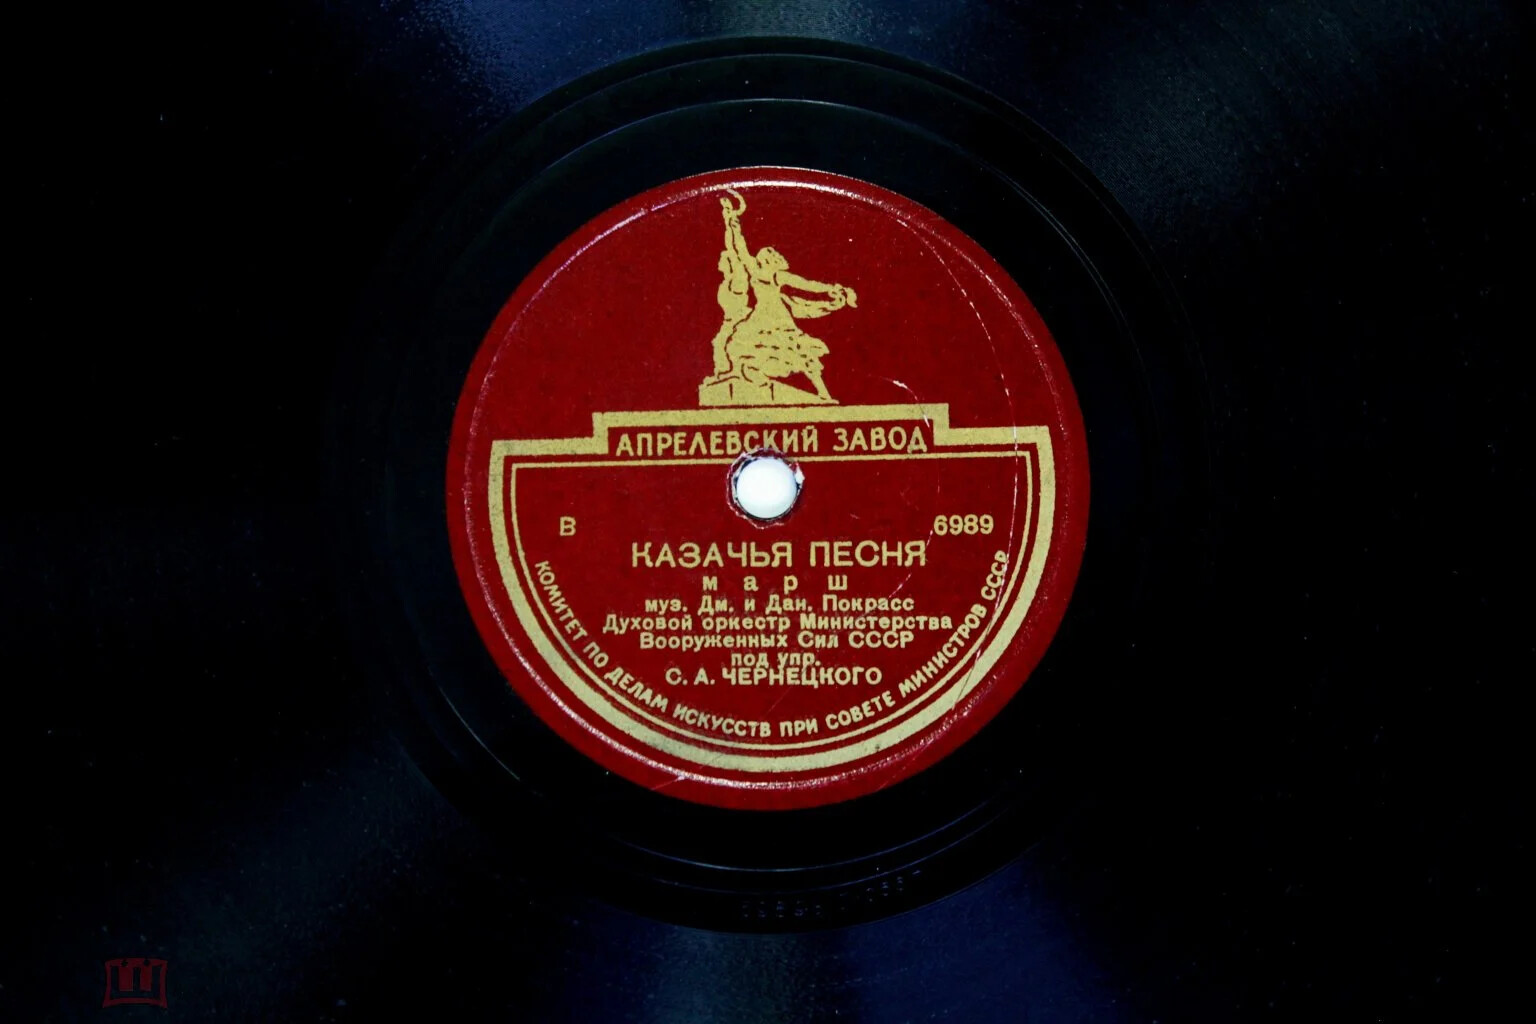 АПРЕЛЕВСКИЙ ЗАВОД
В 6989
КАЗАЧЬЯ ПЕСНЯ
марш
муз. Дм. и Дан. Покрасс
Духовой оркестр Министерства
Вооруженных Сил СССР
под упр.
С. А. ЧЕРНЕЦКОГО
КОМИТЕТ ПО ДЕЛАМ ИСКУССТВ ПРИ СОВЕТЕ МИНИСТРОВ СССР